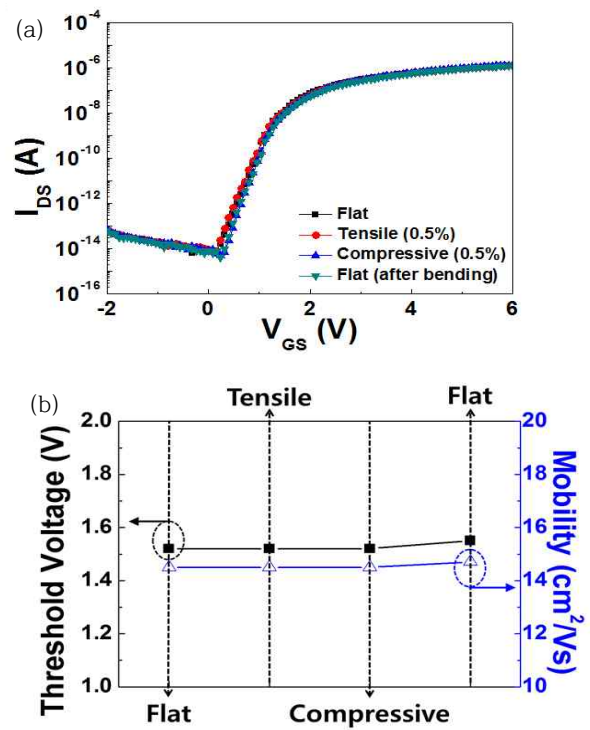 (a)
10⁻⁴
10⁻⁶
10⁻⁸
10⁻¹⁰
10⁻¹²
10⁻¹⁴
10⁻¹⁶
I_DS (A)
Flat
Tensile (0.5%)
Compressive (0.5%)
Flat (after bending)
-2 0 2 4 6
V_GS (V)
(b)
Tensile Flat
2.0 20
1.8 18
1.6 16
1.4 14
1.2 12
1.0 10
Threshold Voltage (V)
Mobility (cm²/Vs)
Flat Compressive